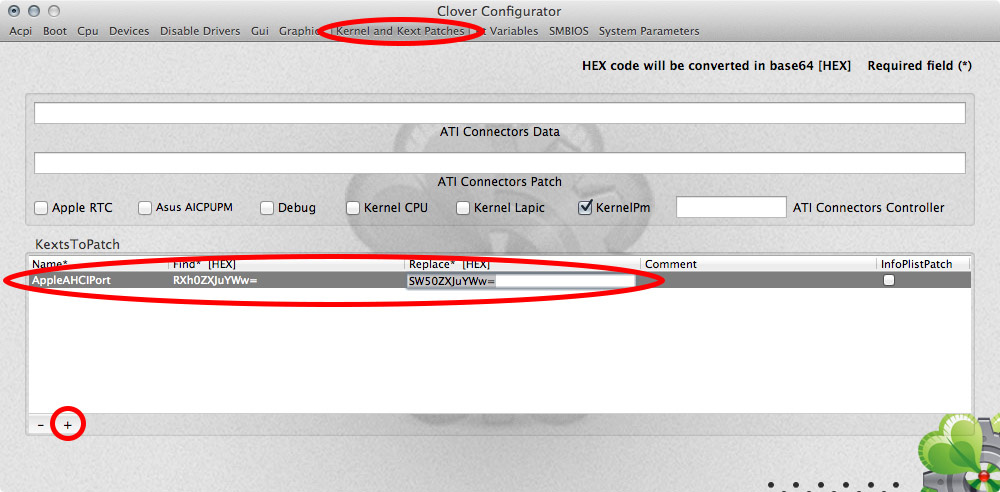 Clover Configurator
Acpi Boot Cpu Devices Disable Drivers Gui Graphic Kernel and Kext Patches t Variables SMBIOS System Parameters
HEX code will be converted in base64 [HEX] Required field (*)
ATI Connectors Data
ATI Connectors Patch
Apple RTC Asus AICPUPM Debug Kernel CPU Kernel Lapic KernelPm ATI Connectors Controller
KextsToPatch
Name* Find* [HEX] Replace* [HEX] Comment InfoPlistPatch
AppleAHCIPort RXh0ZXJuYWw= SW50ZXJuYWw=
- +